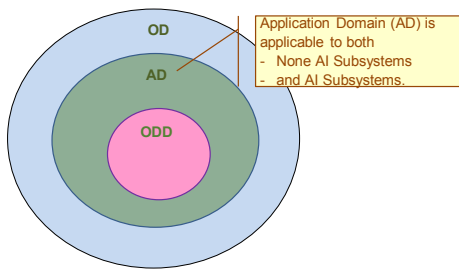 OD
AD
ODD
Application Domain (AD) is
applicable to both
- None AI Subsystems
- and AI Subsystems.